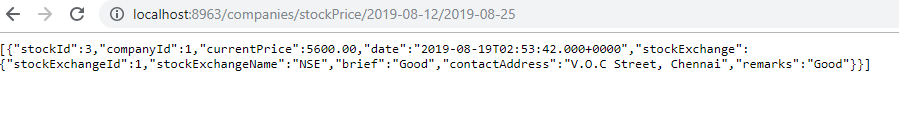 localhost:8963/companies/stockPrice/2019-08-12/2019-08-25
[{"stockId":3,"companyId":1,"currentPrice":5600.00,"date":"2019-08-19T02:53:42.000+0000","stockExchange":
{"stockExchangeId":1,"stockExchangeName":"NSE","brief":"Good","contactAddress":"V.O.C Street, Chennai","remarks":"Good"}}]